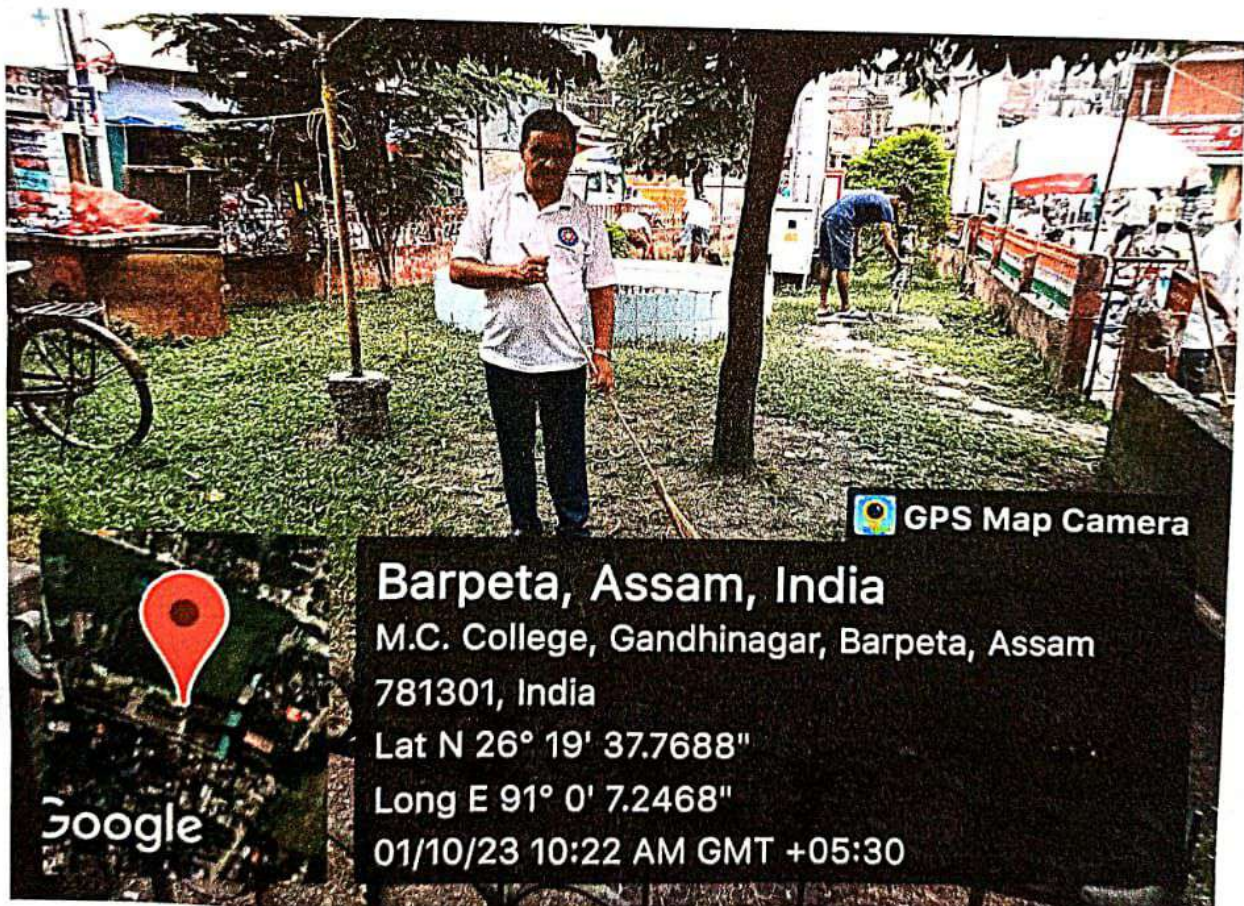 ACY
GPS Map Camera
Barpeta, Assam, India
M.C. College, Gandhinagar, Barpeta, Assam
781301, India
Lat N 26° 19' 37.7688"
Long E 91° 0' 7.2468"
01/10/23 10:22 AM GMT +05:30
Google